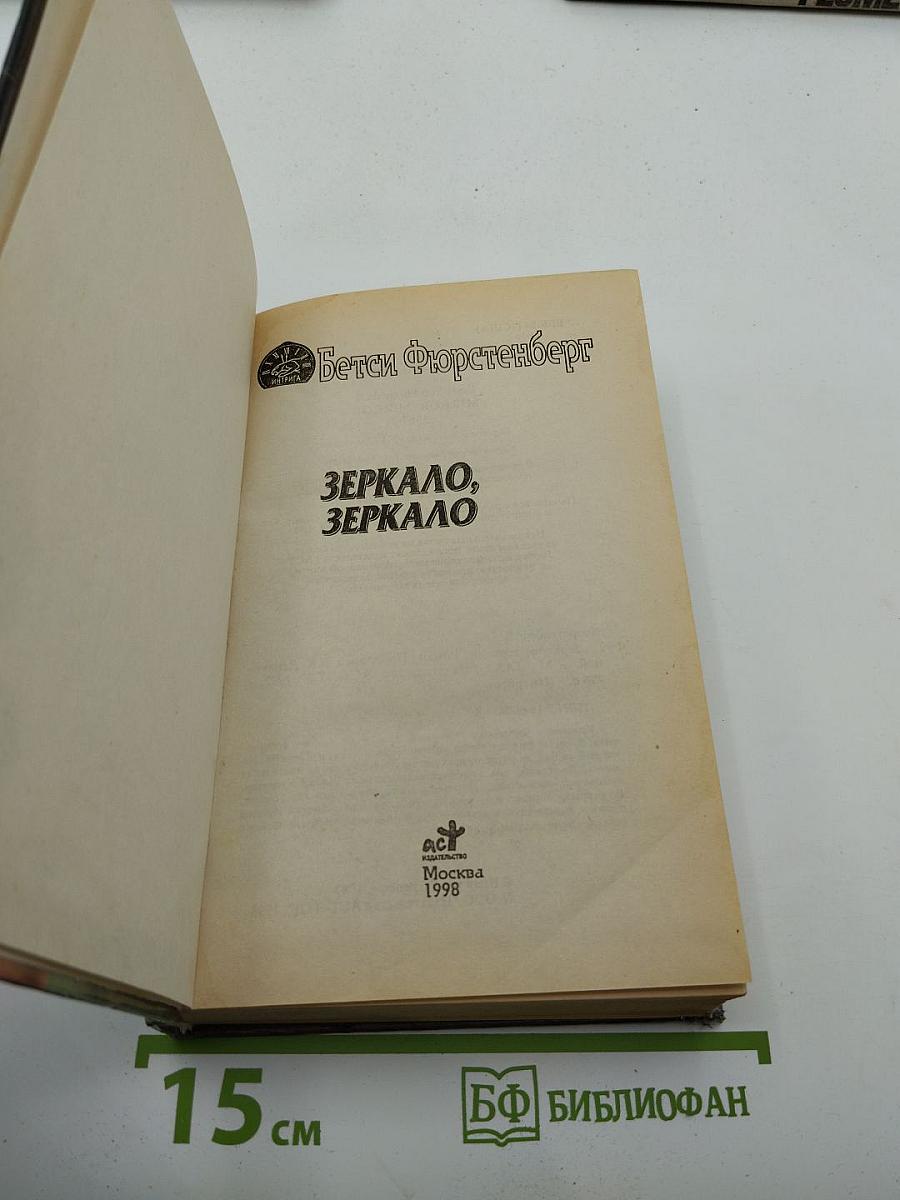 ИНТРИГА
Бетси Фюрстенберг
ЗЕРКАЛО,
ЗЕРКАЛО
аст
ИЗДАТЕЛЬСТВО
Москва
1998
15 см
БФ БИБЛИОФАН